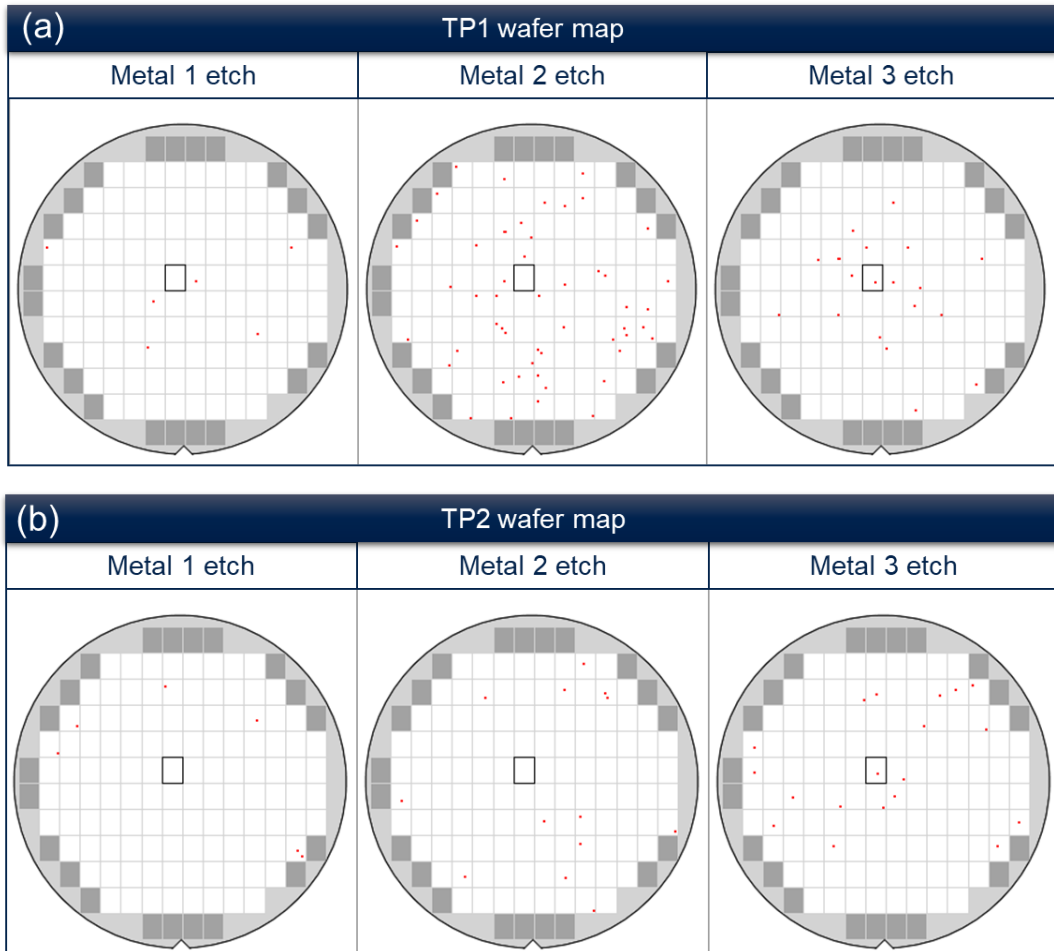 (a)
TP1 wafer map
Metal 1 etch
Metal 2 etch
Metal 3 etch
(b)
TP2 wafer map
Metal 1 etch
Metal 2 etch
Metal 3 etch